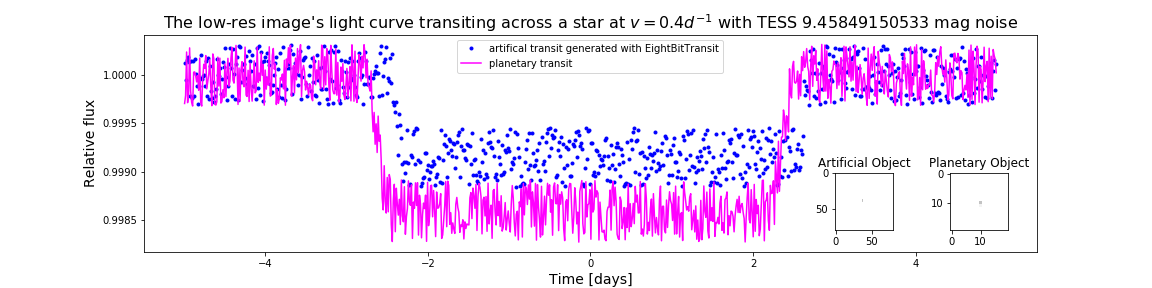 The low-res image's light curve transiting across a star at v = 0.4d⁻¹ with TESS 9.45849150533 mag noise
artifical transit generated with EightBitTransit
planetary transit
Relative flux
1.0000
0.9995
0.9990
0.9985
Artificial Object
Planetary Object
0
50
0
50
0
10
0
10
−4
−2
0
2
4
Time [days]